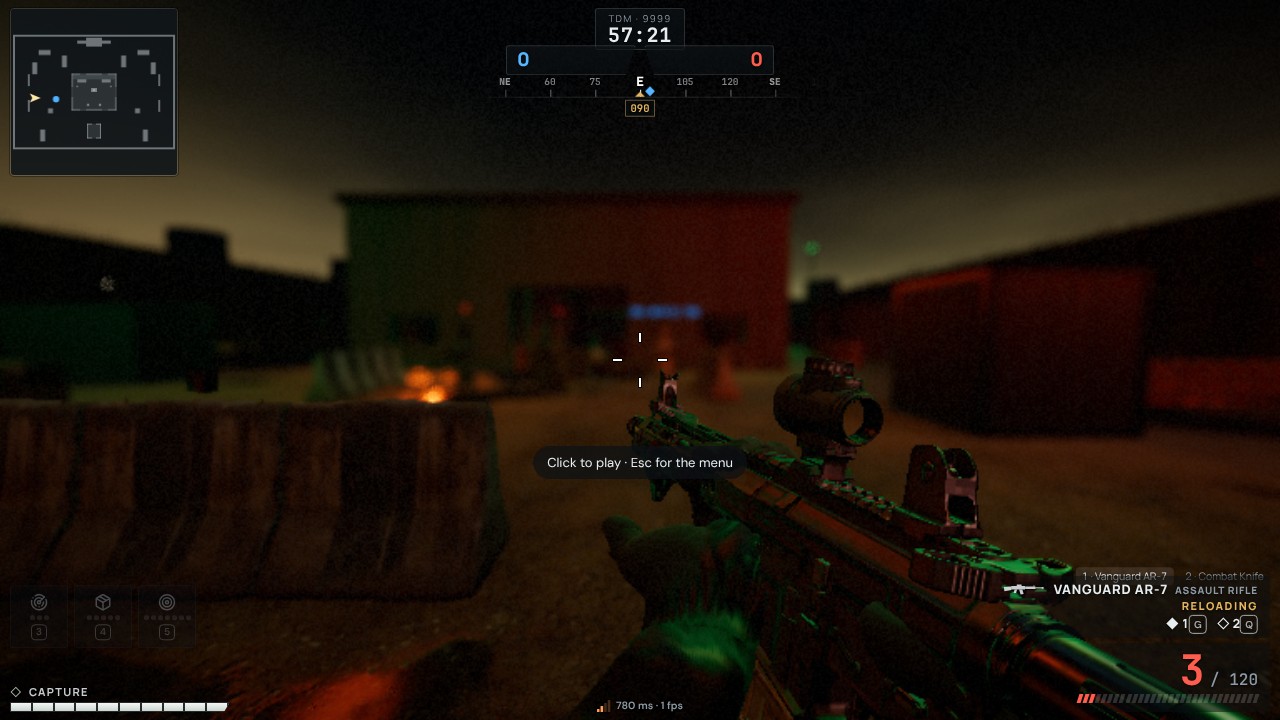 TDM · 9999
57:21
0 0
NE 60 75 E 105 120 SE
090
Click to play · Esc for the menu
1 · Vanguard AR-7 2 · Combat Knife
VANGUARD AR-7 ASSAULT RIFLE
RELOADING
1 G 2 Q
3 4 5
3 / 120
CAPTURE
780 ms · 1 fps